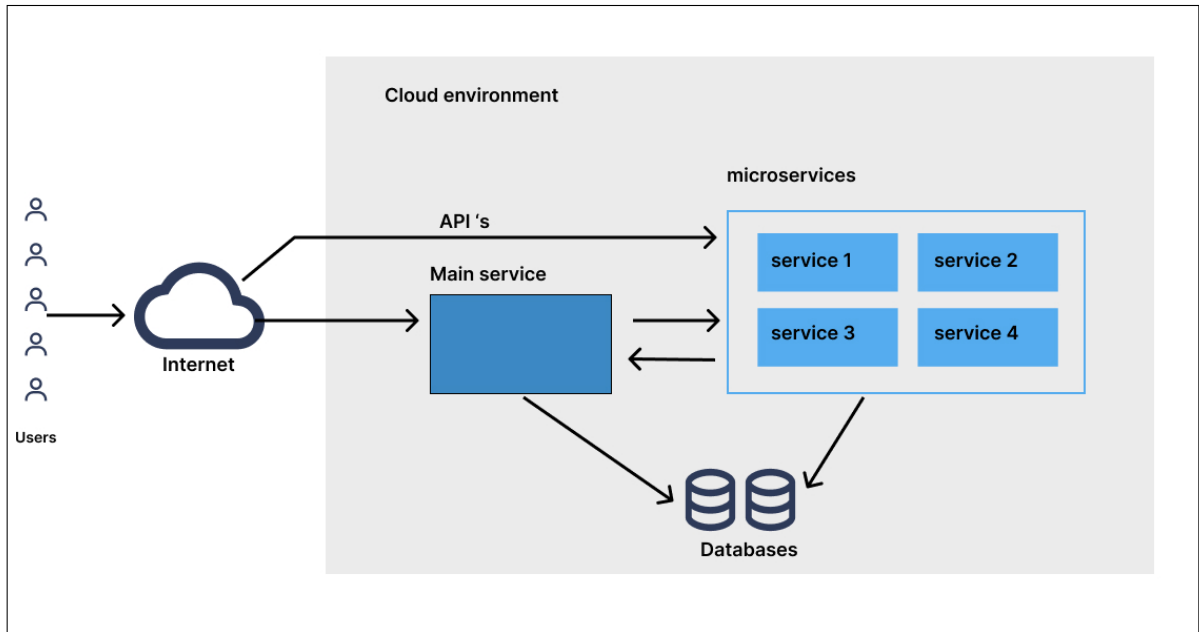 Cloud environment
microservices
API ‘s
service 1
service 2
Main service
service 3
service 4
Internet
Users
Databases